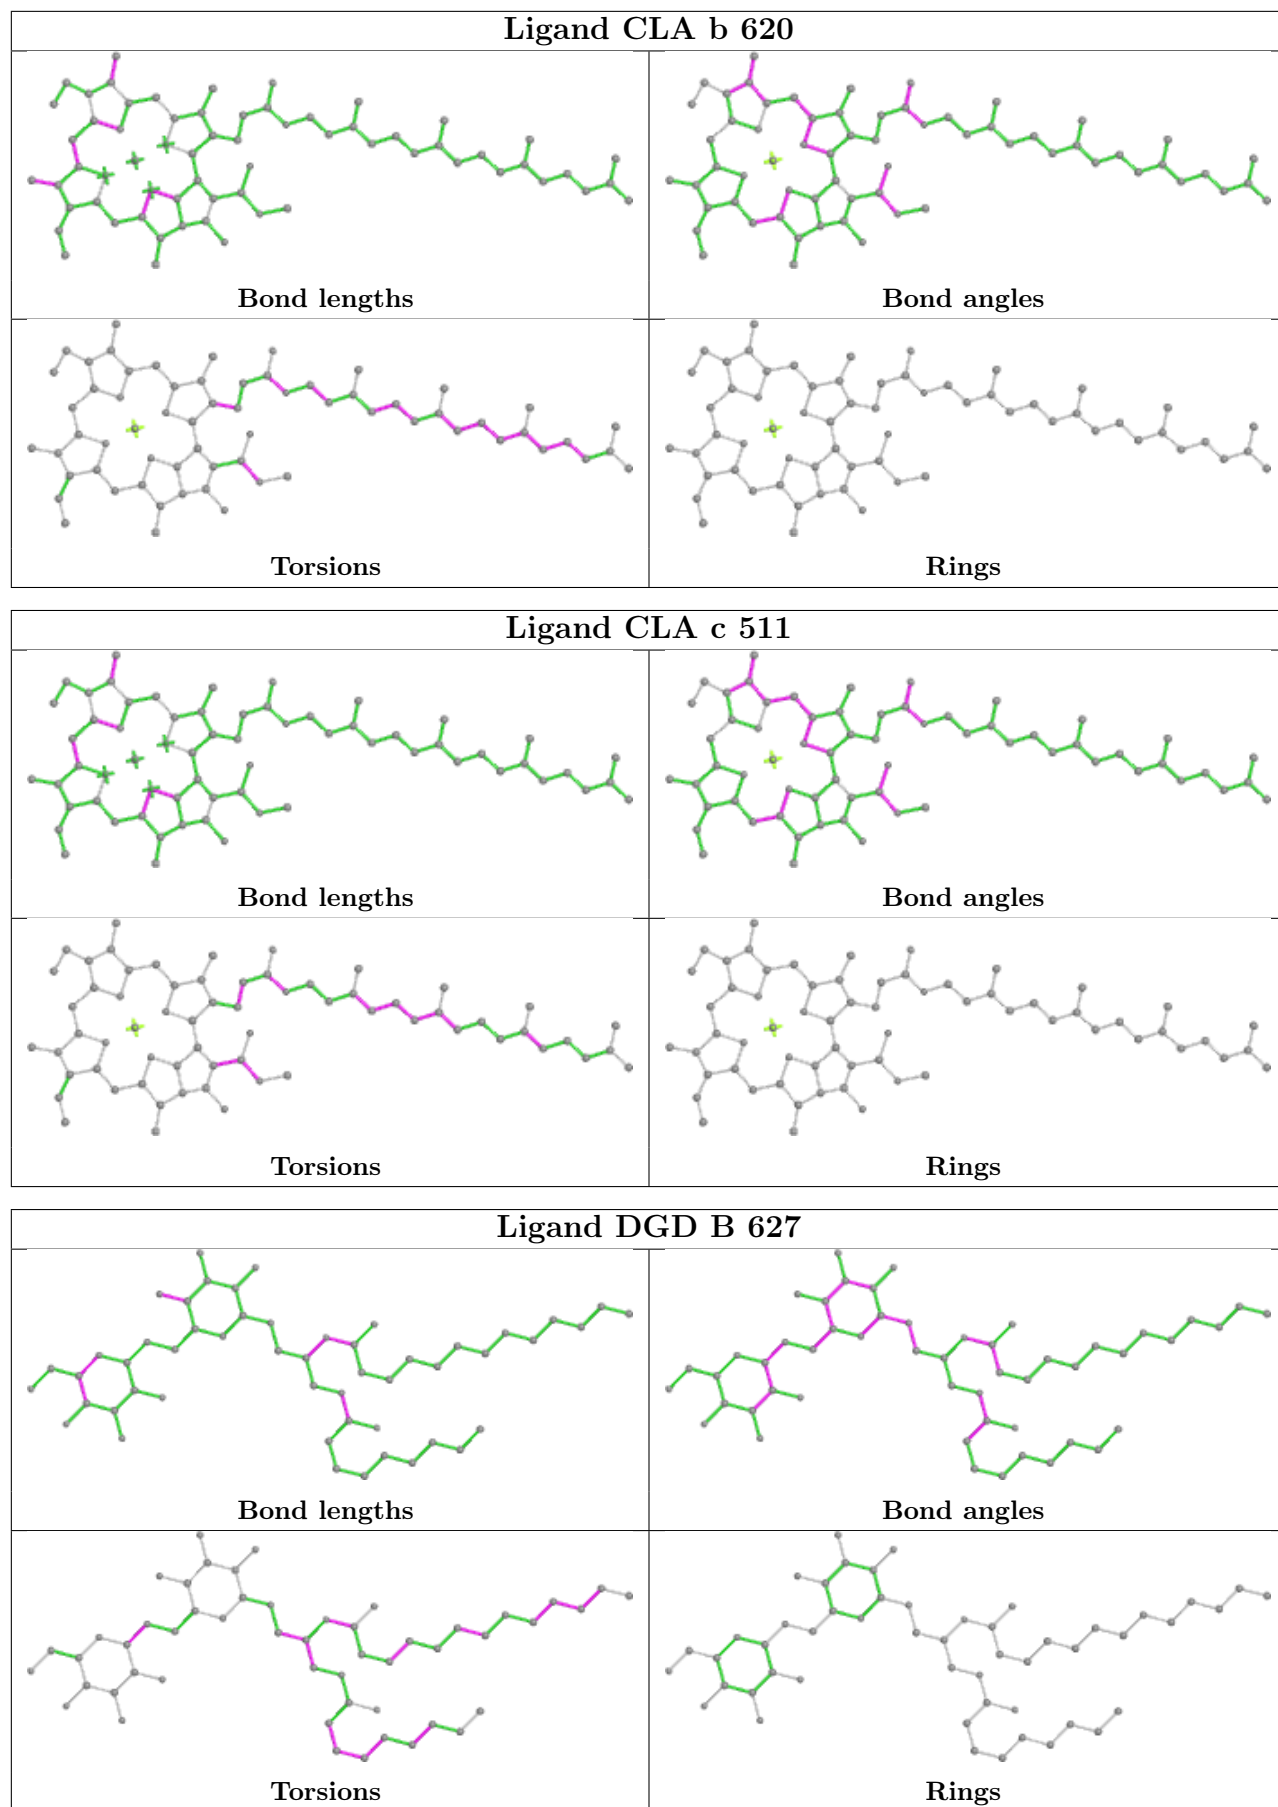 Ligand CLA b 620
Bond lengths
Bond angles
Torsions
Rings
Ligand CLA c 511
Bond lengths
Bond angles
Torsions
Rings
Ligand DGD B 627
Bond lengths
Bond angles
Torsions
Rings